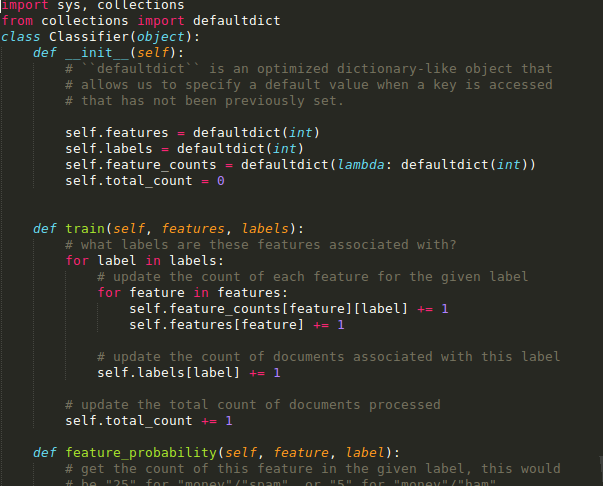 import sys, collections
from collections import defaultdict
class Classifier(object):
    def __init__(self):
        # ``defaultdict`` is an optimized dictionary-like object that
        # allows us to specify a default value when a key is accessed
        # that has not been previously set.
        self.features = defaultdict(int)
        self.labels = defaultdict(int)
        self.feature_counts = defaultdict(lambda: defaultdict(int))
        self.total_count = 0
    def train(self, features, labels):
        # what labels are these features associated with?
        for label in labels:
            # update the count of each feature for the given label
            for feature in features:
                self.feature_counts[feature][label] += 1
                self.features[feature] += 1
            # update the count of documents associated with this label
            self.labels[label] += 1
        # update the total count of documents processed
        self.total_count += 1
    def feature_probability(self, feature, label):
        # get the count of this feature in the given label, this would
        # be "25" for "money"/"spam", or "5" for "money"/"ham"